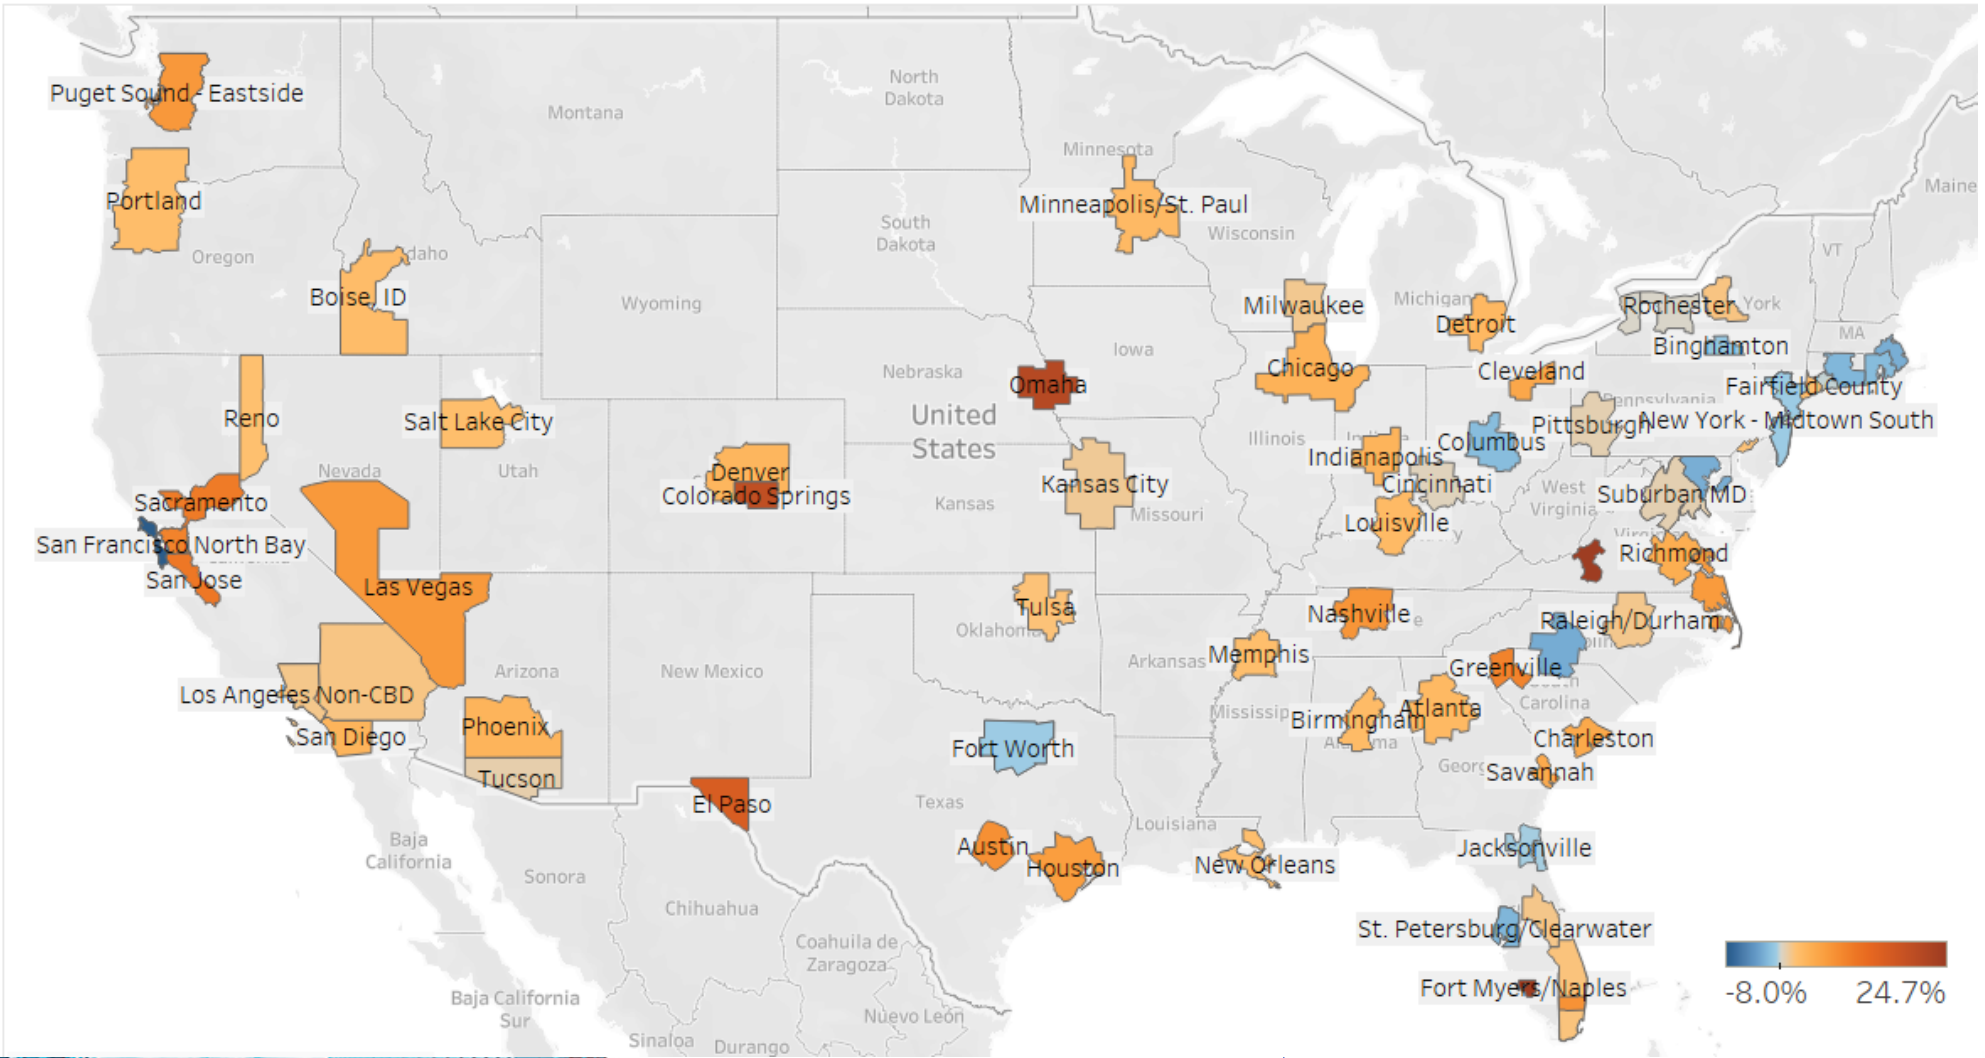 North
Dakota
Puget Sound - Eastside
Montana
Minnesota
Maine
Portland
Minneapolis/St. Paul
South
Dakota
Wisconsin
VT
Oregon
Idaho
Boise, ID
Wyoming
Milwaukee
Michigan
Detroit
Rochester
York
MA
Binghamton
Iowa
Nebraska
Omaha
Chicago
Cleveland
Fairfield County
Pennsylvania
Reno
Salt Lake City
United
States
Pittsburgh
New York - Midtown South
Illinois
Columbus
Indianapolis
Nevada
Utah
Denver
Colorado Springs
Kansas City
Cincinnati
West
Virginia
Suburban MD
Sacramento
Kansas
Missouri
Louisville
San Francisco North Bay
Richmond
San Jose
Las Vegas
Tulsa
Nashville
Raleigh/Durham
Oklahoma
Arizona
New Mexico
Arkansas
Memphis
Greenville
South
Carolina
Los Angeles Non-CBD
Mississip
Birmingham
Atlanta
Phoenix
San Diego
Fort Worth
Charleston
Georg
Savannah
Tucson
El Paso
Texas
Louisiana
Baja
California
Austin
Houston
New Orleans
Jacksonville
Sonora
Chihuahua
Coahuila de
Zaragoza
St. Petersburg/Clearwater
Fort Myers/Naples
Baja California
Sur
Nuevo León
Sinaloa
Durango
-8.0%
24.7%